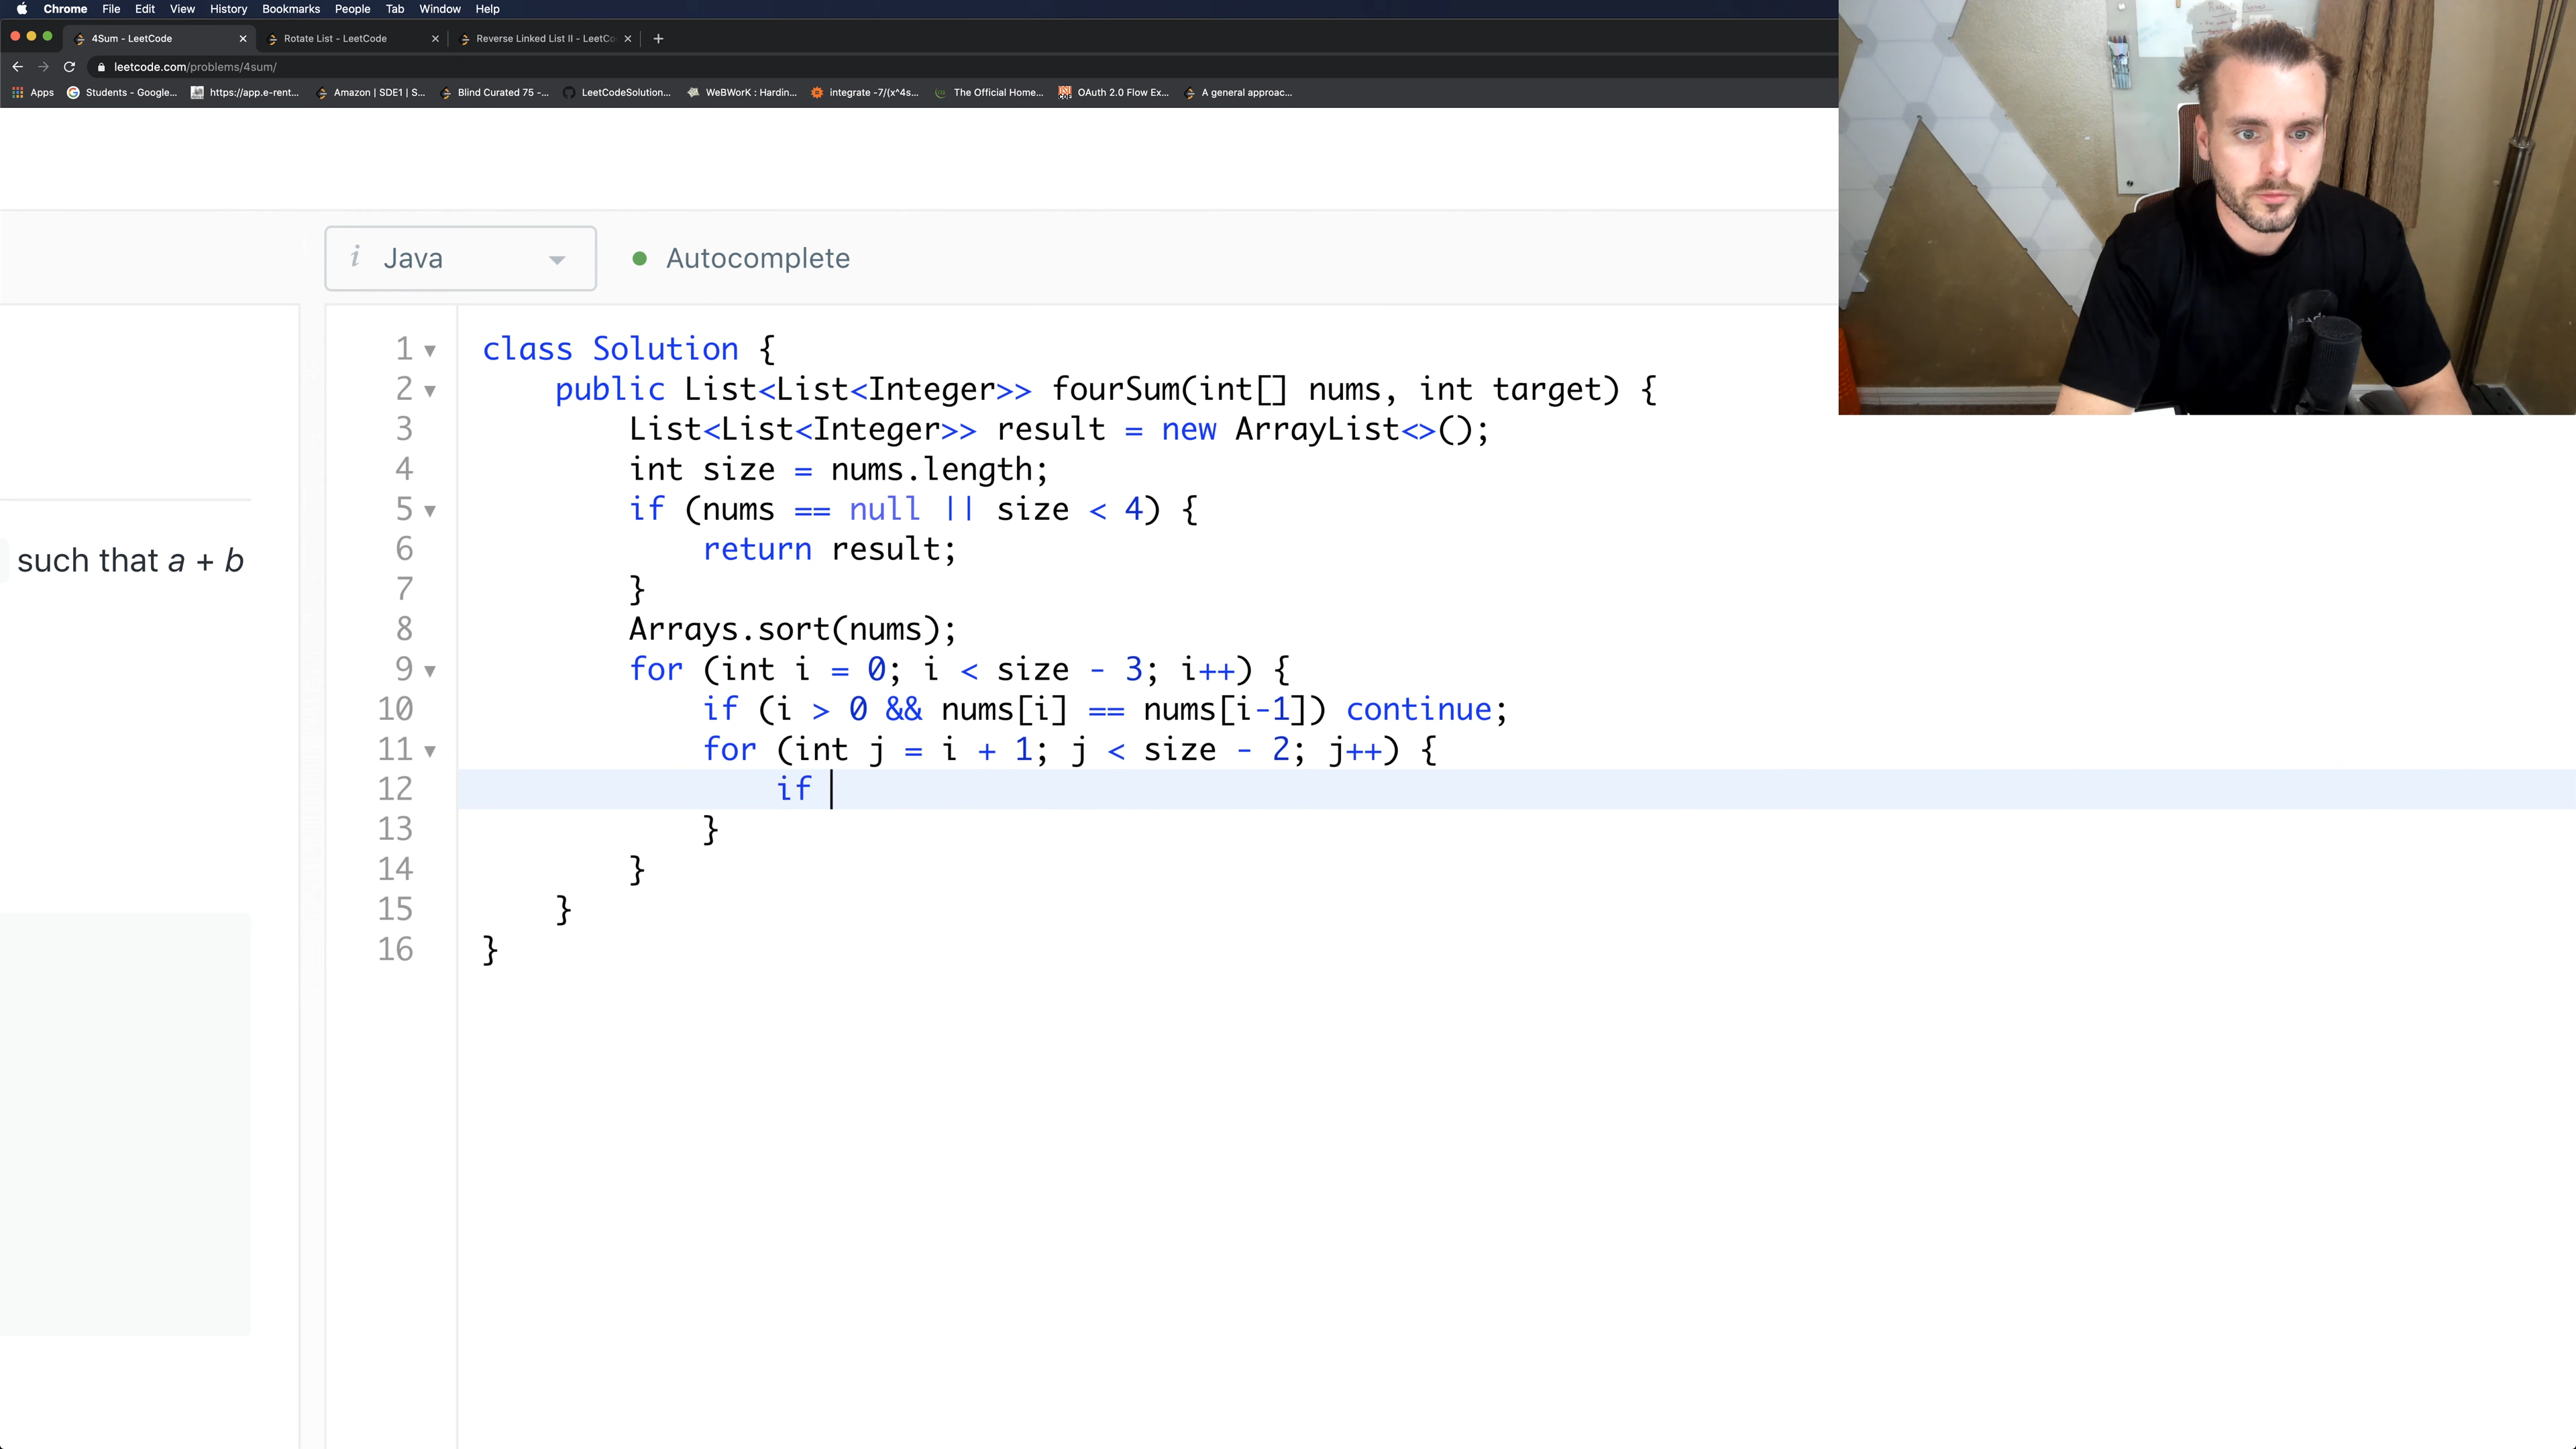 Chrome File Edit View History Bookmarks People Tab Window Help
4Sum - LeetCode Rotate List - LeetCode Reverse Linked List II - LeetCo
leetcode.com/problems/4sum/
Apps Students - Google... https://app.e-rent... Amazon | SDE1 | S... Blind Curated 75 -... LeetCodeSolution... WeBWorK : Hardin... integrate -7/(x^4s... The Official Home... OAuth 2.0 Flow Ex... A general approac...
i Java Autocomplete
such that a + b
1 class Solution {
2 public List<List<Integer>> fourSum(int[] nums, int target) {
3 List<List<Integer>> result = new ArrayList<>();
4 int size = nums.length;
5 if (nums == null || size < 4) {
6 return result;
7 }
8 Arrays.sort(nums);
9 for (int i = 0; i < size - 3; i++) {
10 if (i > 0 && nums[i] == nums[i-1]) continue;
11 for (int j = i + 1; j < size - 2; j++) {
12 if
13 }
14 }
15 }
16 }